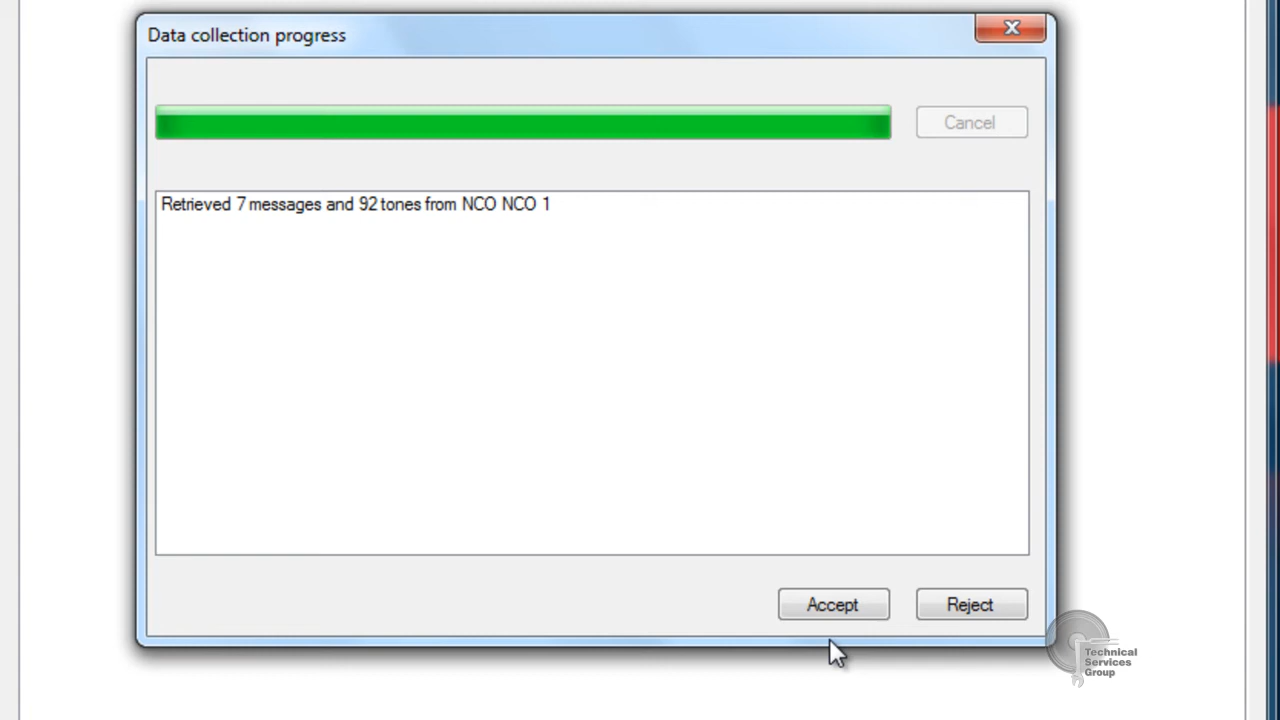 Data collection progress
Cancel
Retrieved 7 messages and 92 tones from NCO NCO 1
Accept
Reject
Technical
Services
Group